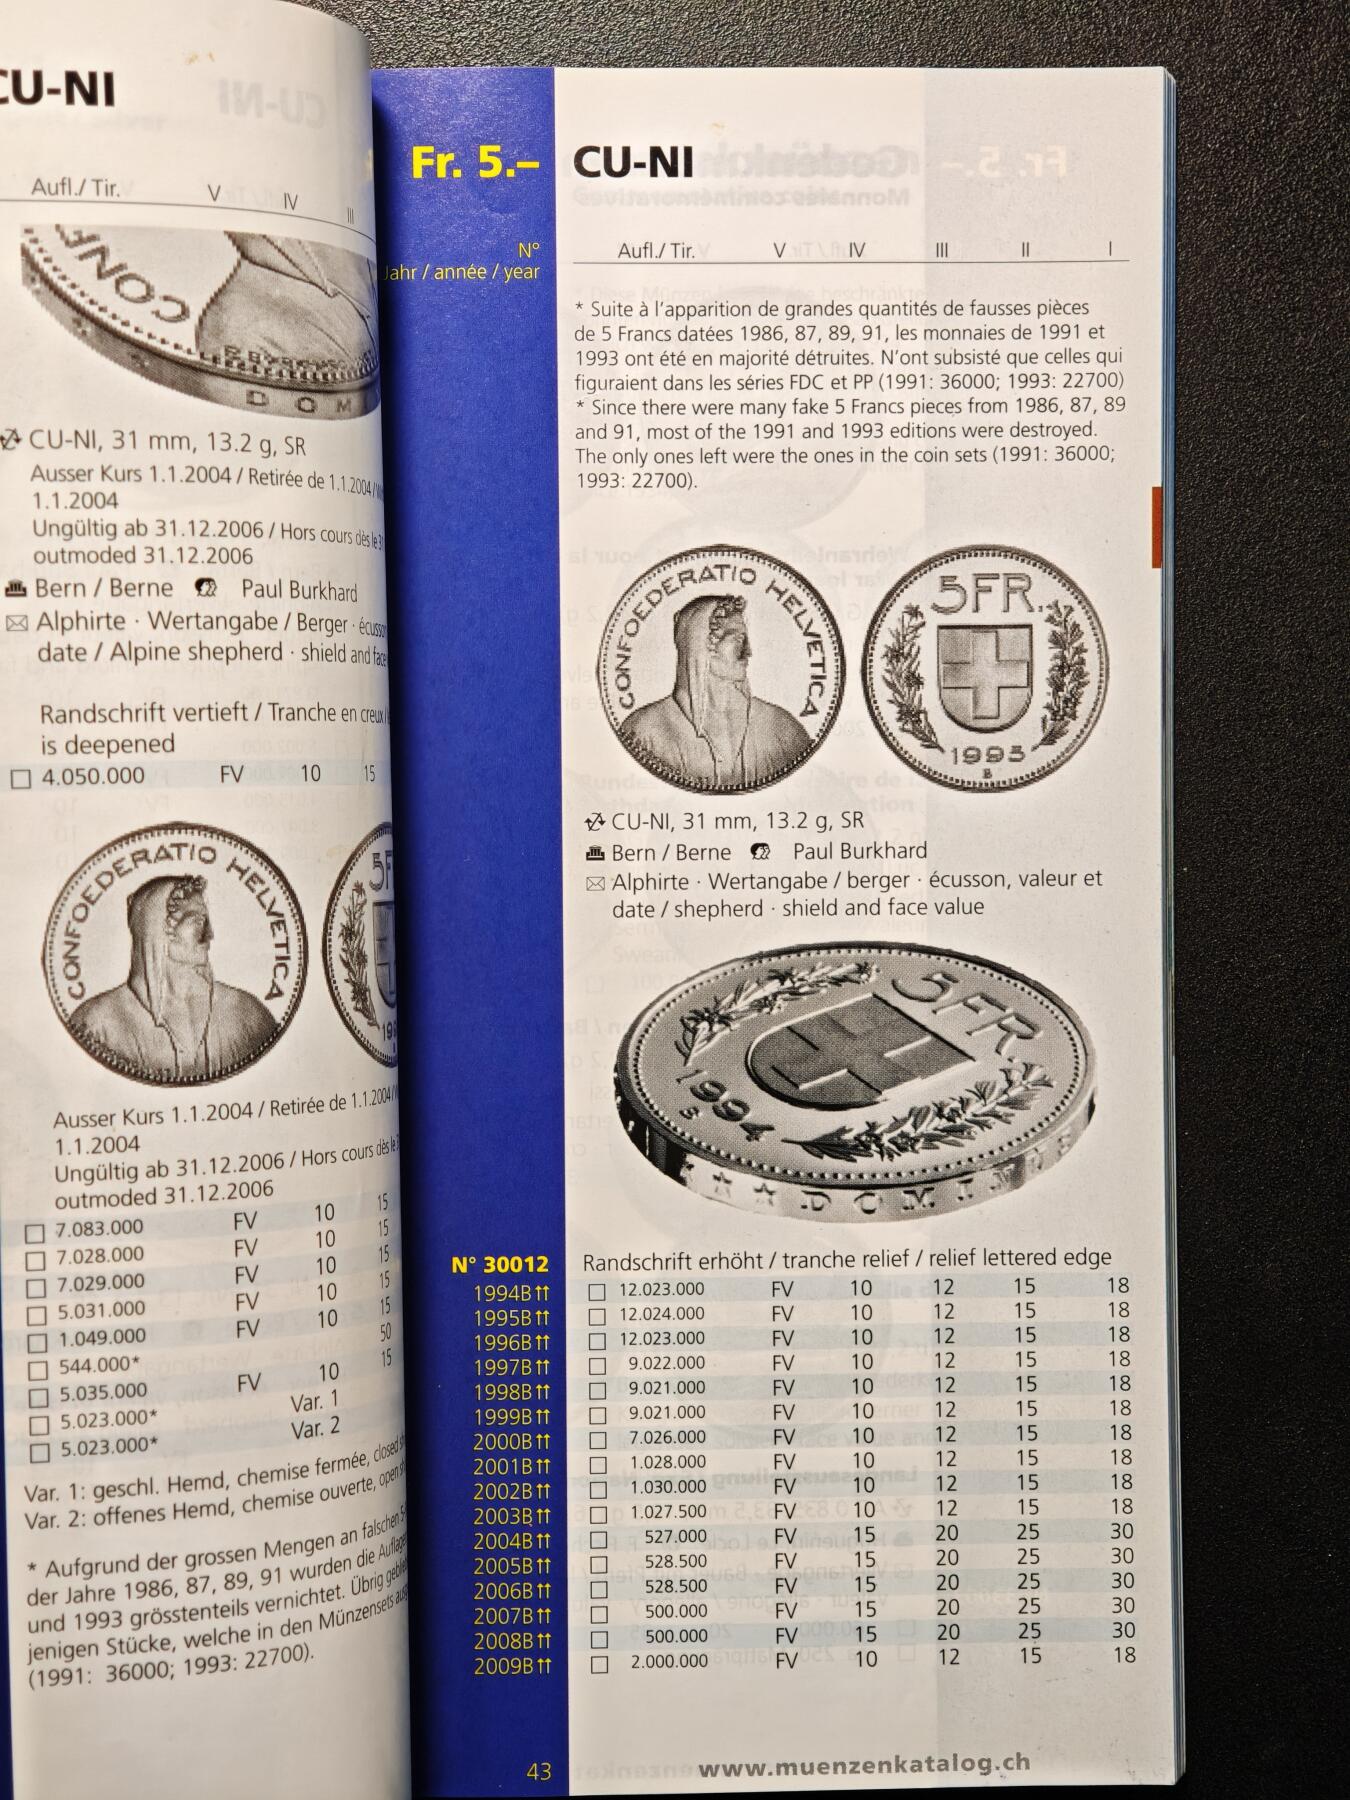 CU-NI
Aufl./ Tir. V IV III
CONF
DOM
CU-NI, 31 mm, 13.2 g, SR
Ausser Kurs 1.1.2004 / Retirée de 1.1.2004 /
1.1.2004
Ungültig ab 31.12.2006 / Hors cours dès le
outmoded 31.12.2006
Bern / Berne Paul Burkhard
Alphirte · Wertangabe / Berger ·
date / Alpine shepherd · shield and
Randschrift vertieft / Tranche en creux /
is deepened
4.050.000 FV 10 15
CONFOEDERATIO HELVETICA
Ausser Kurs 1.1.2004 / Retirée de 1.1.2004 /
1.1.2004
Ungültig ab 31.12.2006 / Hors cours dès le
outmoded 31.12.2006
7.083.000 FV 10 15
7.028.000 FV 10 15
7.029.000 FV 10 15
5.031.000 FV 10 15
1.049.000 FV 10 15
544.000* 50
5.035.000 FV 10 15
5.023.000* Var. 1
5.023.000* Var. 2
Var. 1: geschl. Hemd, chemise fermée, closed
Var. 2: offenes Hemd, chemise ouverte, open
* Aufgrund der grossen Mengen an falschen
der Jahre 1986, 87, 89, 91 wurden die
und 1993 grösstenteils vernichtet. Übrig
jenigen Stücke, welche in den Münzensets
(1991: 36000; 1993: 22700).
Fr. 5.– CU-NI
N°
Jahr / année / year
Aufl./ Tir. V IV III II I
* Suite à l'apparition de grandes quantités de fausses pièces
de 5 Francs datées 1986, 87, 89, 91, les monnaies de 1991 et
1993 ont été en majorité détruites. N'ont subsisté que celles qui
figuraient dans les séries FDC et PP (1991: 36000; 1993: 22700)
* Since there were many fake 5 Francs pieces from 1986, 87, 89
and 91, most of the 1991 and 1993 editions were destroyed.
The only ones left were the ones in the coin sets (1991: 36000;
1993: 22700).
CONFOEDERATIO HELVETICA
5 FR.
1993
B
CU-NI, 31 mm, 13.2 g, SR
Bern / Berne Paul Burkhard
Alphirte · Wertangabe / berger · écusson, valeur et
date / shepherd · shield and face value
5 FR.
1994
B
DOMINUS
N° 30012 Randschrift erhöht / tranche relief / relief lettered edge
1994B⇈ 12.023.000 FV 10 12 15 18
1995B⇈ 12.024.000 FV 10 12 15 18
1996B⇈ 12.023.000 FV 10 12 15 18
1997B⇈ 9.022.000 FV 10 12 15 18
1998B⇈ 9.021.000 FV 10 12 15 18
1999B⇈ 9.021.000 FV 10 12 15 18
2000B⇈ 7.026.000 FV 10 12 15 18
2001B⇈ 1.028.000 FV 10 12 15 18
2002B⇈ 1.030.000 FV 10 12 15 18
2003B⇈ 1.027.500 FV 10 12 15 18
2004B⇈ 527.000 FV 15 20 25 30
2005B⇈ 528.500 FV 15 20 25 30
2006B⇈ 528.500 FV 15 20 25 30
2007B⇈ 500.000 FV 15 20 25 30
2008B⇈ 500.000 FV 15 20 25 30
2009B⇈ 2.000.000 FV 10 12 15 18
43 www.muenzenkatalog.ch